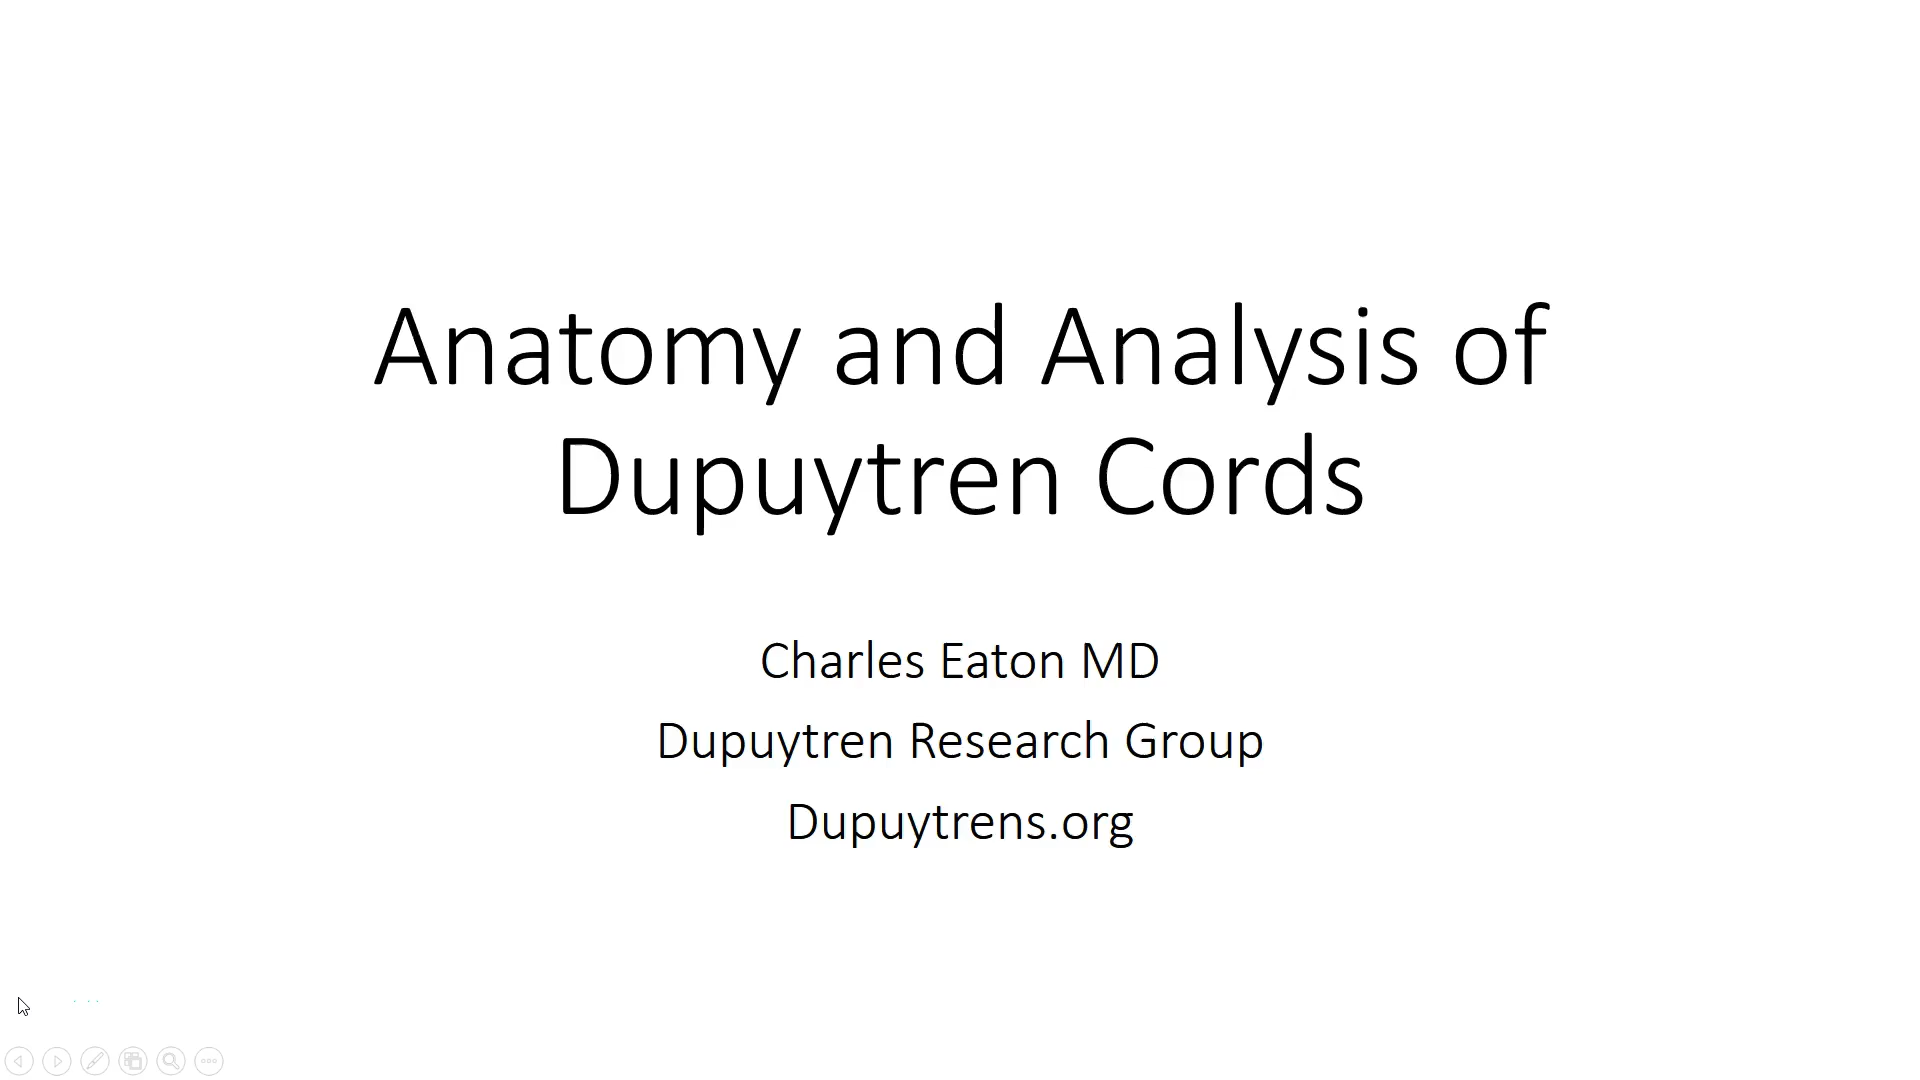 Anatomy and Analysis of
Dupuytren Cords
Charles Eaton MD
Dupuytren Research Group
Dupuytrens.org